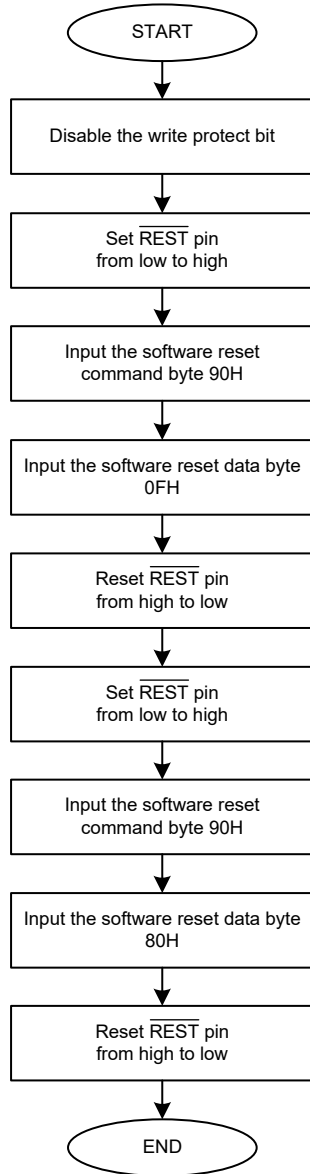 START
Disable the write protect bit
Set REST pin
from low to high
Input the software reset
command byte 90H
Input the software reset data byte
0FH
Reset REST pin
from high to low
Set REST pin
from low to high
Input the software reset
command byte 90H
Input the software reset data byte
80H
Reset REST pin
from high to low
END